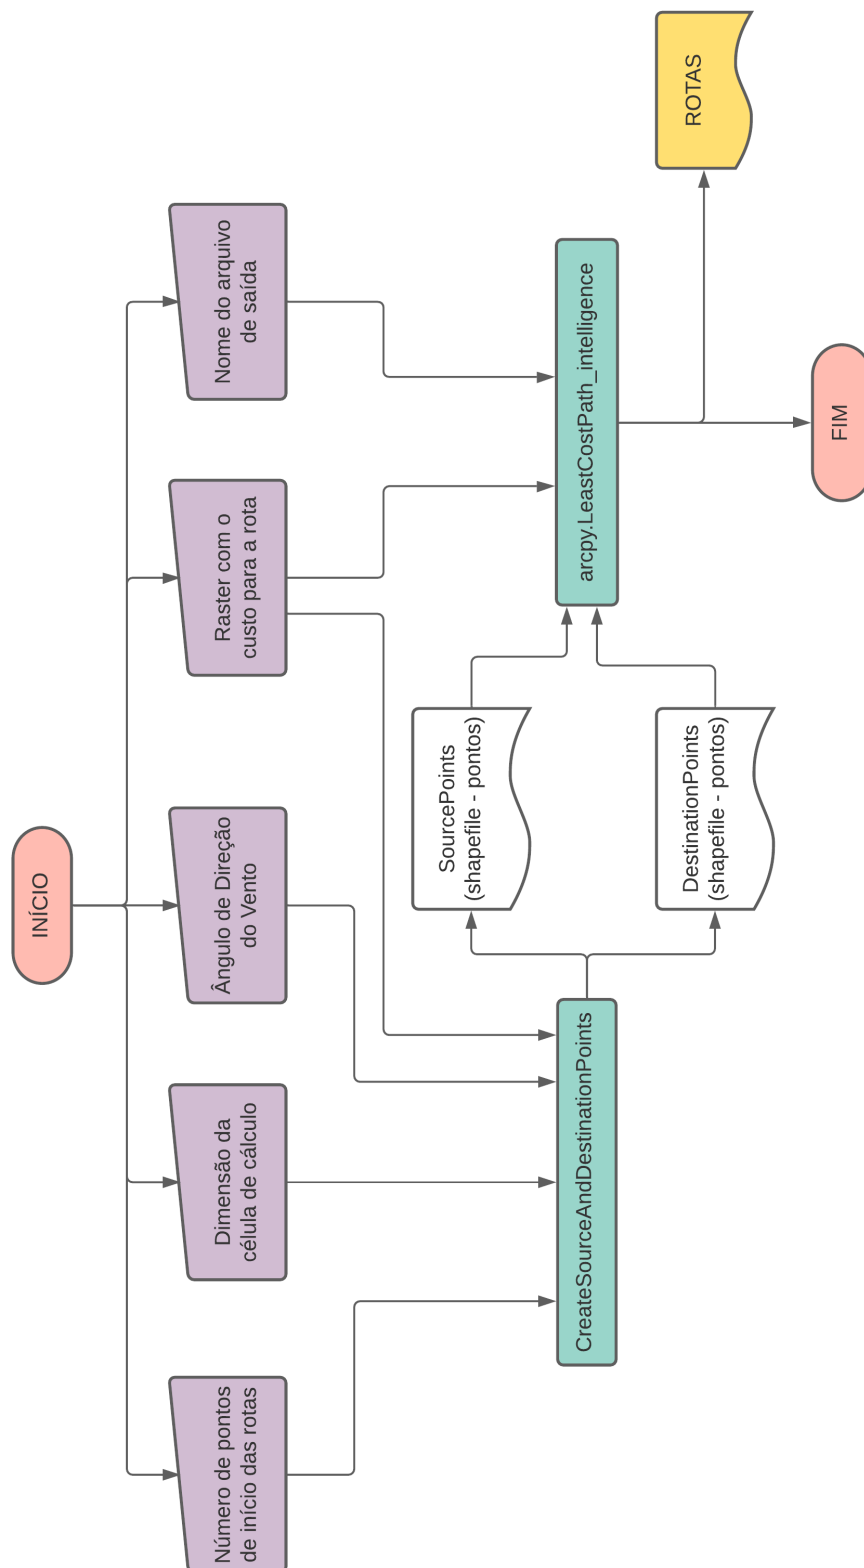 INÍCIO
Número de pontos
de início das rotas
Dimensão da
célula de cálculo
Ângulo de Direção
do Vento
Raster com o
custo para a rota
Nome do arquivo
de saída
CreateSourceAndDestinationPoints
SourcePoints
(shapefile - pontos)
DestinationPoints
(shapefile - pontos)
arcpy.LeastCostPath_intelligence
ROTAS
FIM